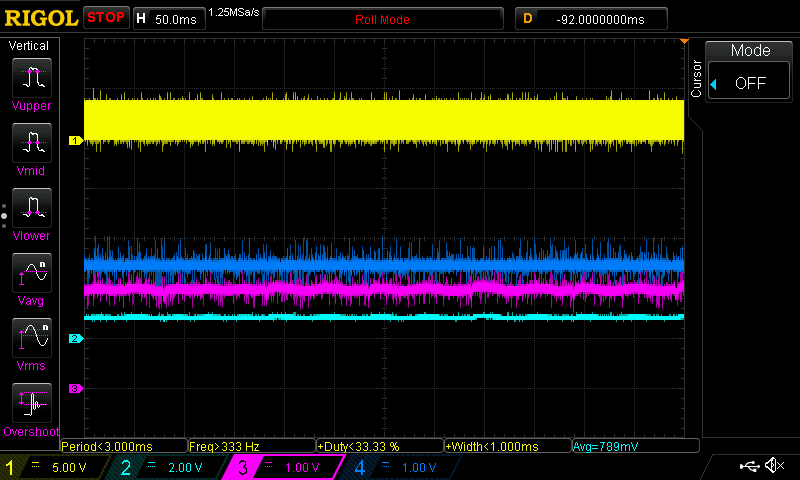 RIGOL STOP H 50.0ms 1.25MSa/s Roll Mode D -92.0000000ms
Vertical
Vupper
Vmid
Vlower
n
Vavg
n
Vrms
Overshoot
1
2
3
Cursor
Mode
OFF
Period<3.000ms Freq>333 Hz +Duty<33.33 % +Width<1.000ms Avg=789mV
1 5.00 V 2 2.00 V 3 1.00 V 4 1.00 V